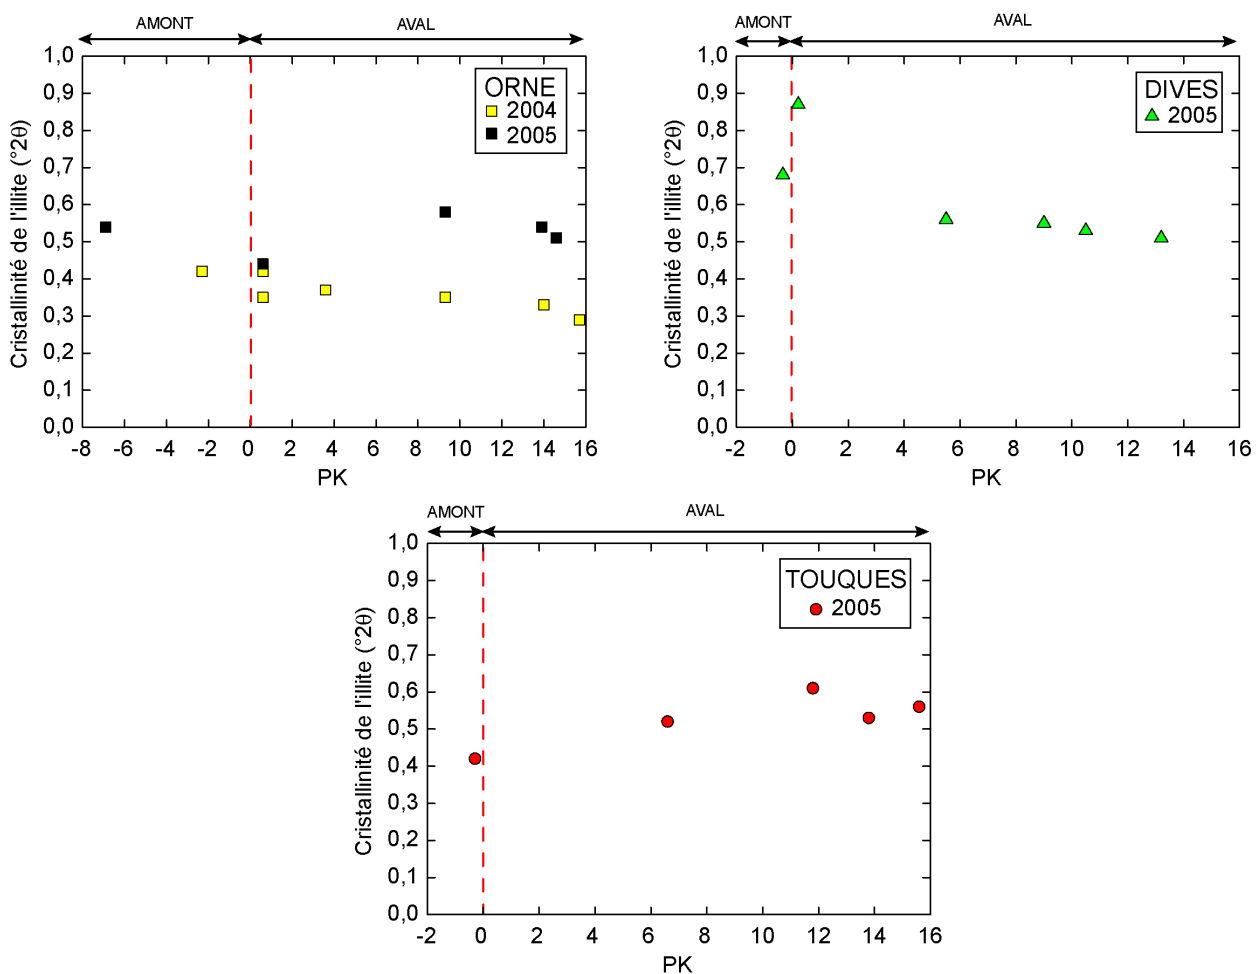 AMONT AVAL
1,0
0,9
0,8
0,7
0,6
0,5
0,4
0,3
0,2
0,1
0,0
Cristallinité de l'illite (°2θ)
ORNE
2004
2005
-8 -6 -4 -2 0 2 4 6 8 10 12 14 16
PK
AMONT AVAL
1,0
0,9
0,8
0,7
0,6
0,5
0,4
0,3
0,2
0,1
0,0
Cristallinité de l'illite (°2θ)
DIVES
2005
-2 0 2 4 6 8 10 12 14 16
PK
AMONT AVAL
1,0
0,9
0,8
0,7
0,6
0,5
0,4
0,3
0,2
0,1
0,0
Cristallinité de l'illite (°2θ)
TOUQUES
2005
-2 0 2 4 6 8 10 12 14 16
PK